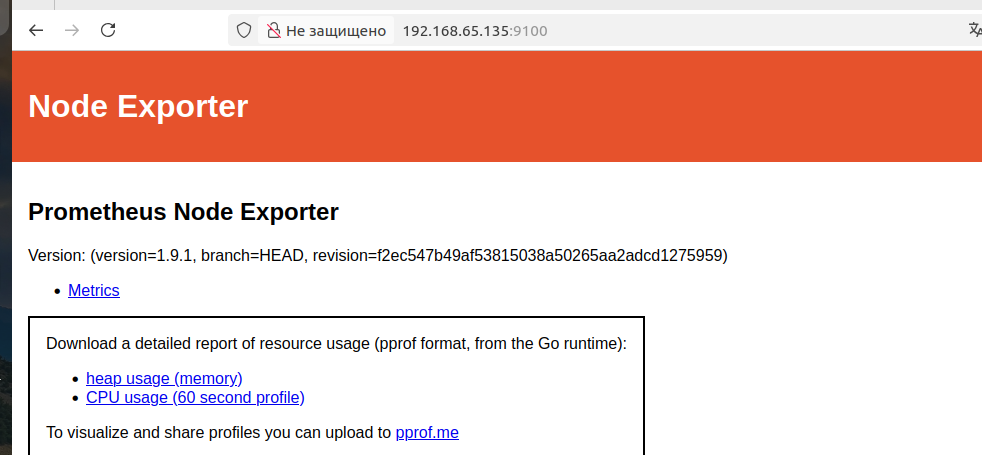 Не защищено 192.168.65.135:9100
Node Exporter
Prometheus Node Exporter
Version: (version=1.9.1, branch=HEAD, revision=f2ec547b49af53815038a50265aa2adcd1275959)
Metrics
Download a detailed report of resource usage (pprof format, from the Go runtime):
heap usage (memory)
CPU usage (60 second profile)
To visualize and share profiles you can upload to pprof.me